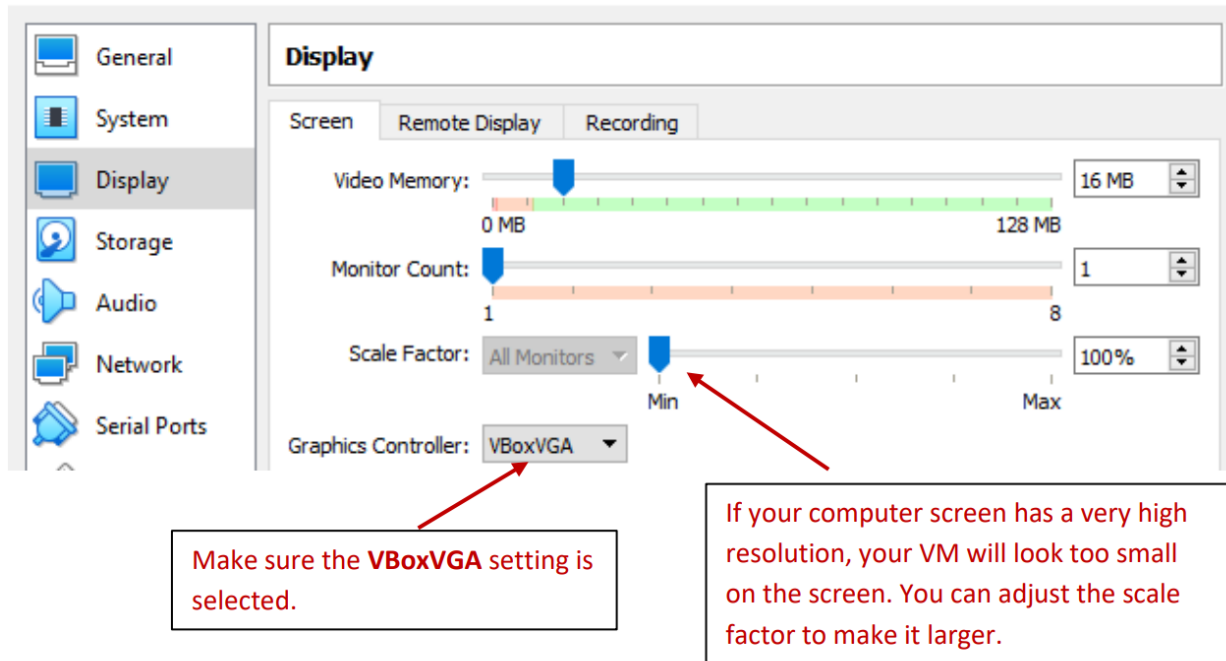 General
System
Display
Storage
Audio
Network
Serial Ports
Display
Screen Remote Display Recording
Video Memory: 16 MB
0 MB 128 MB
Monitor Count: 1
1 8
Scale Factor: All Monitors 100%
Min Max
Graphics Controller: VBoxVGA
Make sure the VBoxVGA setting is
selected.
If your computer screen has a very high
resolution, your VM will look too small
on the screen. You can adjust the scale
factor to make it larger.